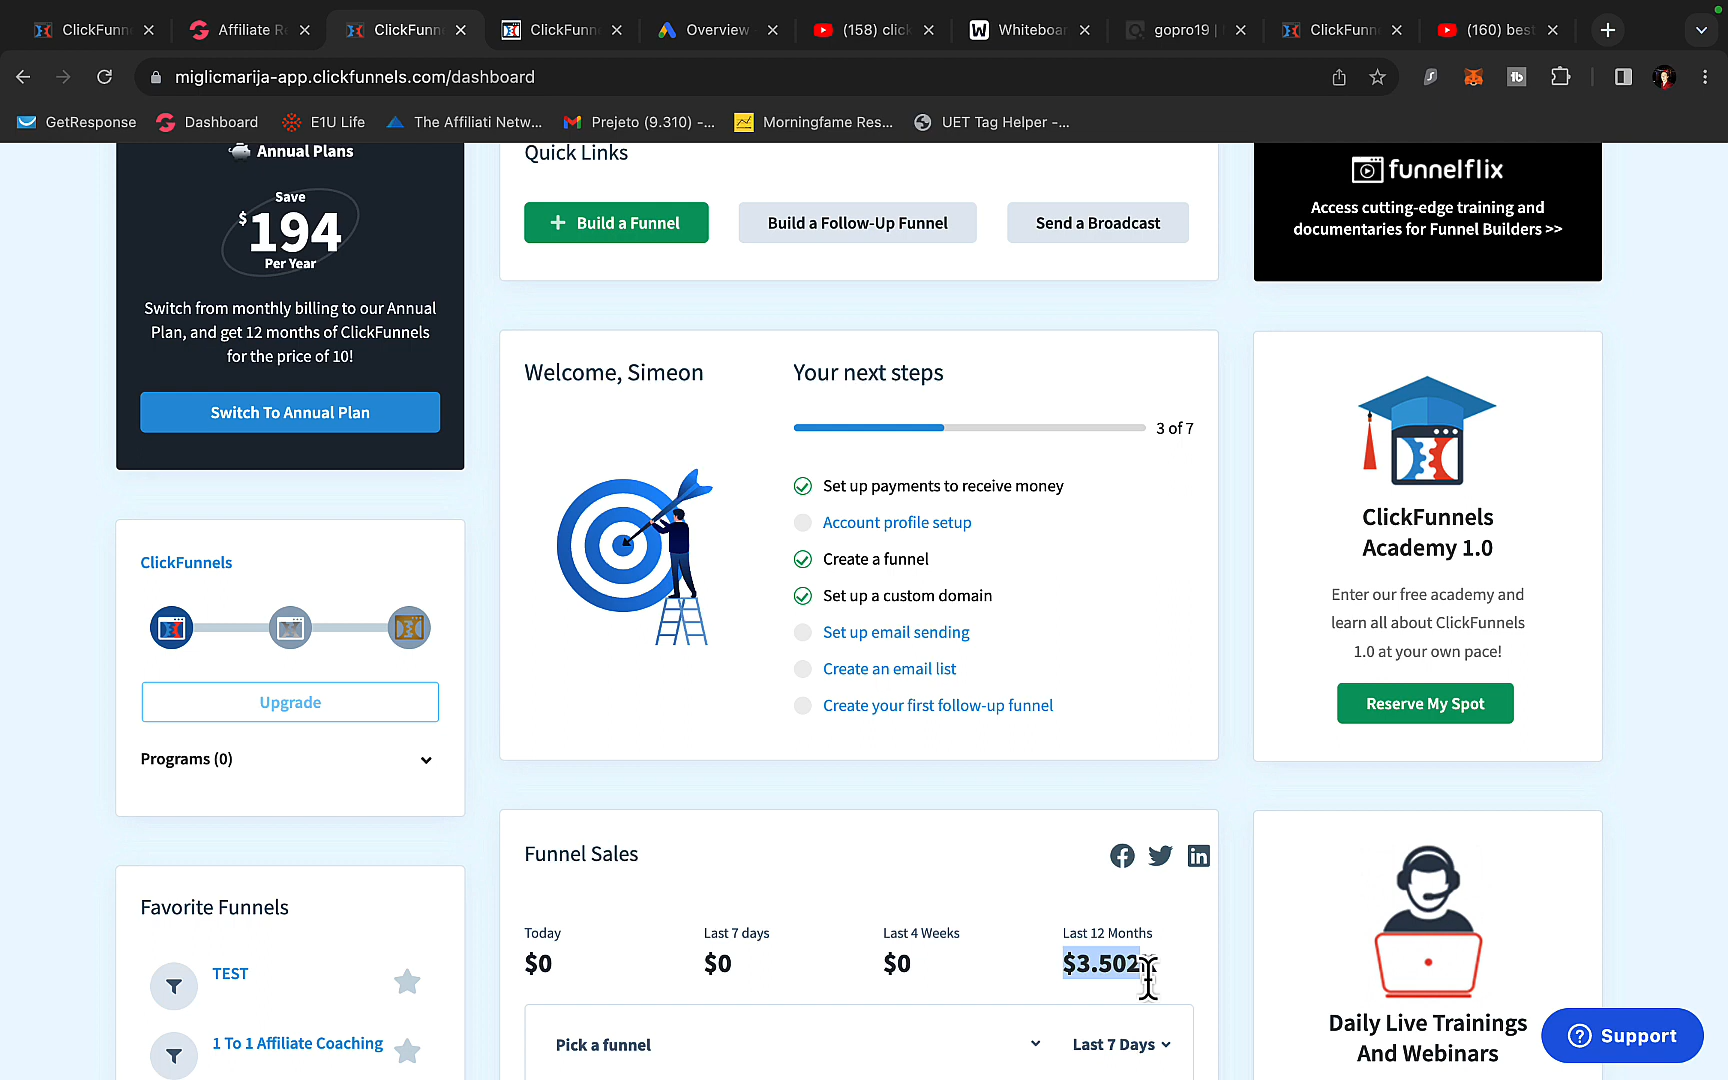 ClickFunn
Affiliate Re
ClickFunn
ClickFunn
Overview
(158) click
Whiteboar
gopro19 |
ClickFunn
(160) best
miglicmarija-app.clickfunnels.com/dashboard
GetResponse
Dashboard
E1U Life
The Affiliati Netw...
Prejeto (9.310) -...
Morningfame Res...
UET Tag Helper -...
Annual Plans
Save
$194
Per Year
Switch from monthly billing to our Annual
Plan, and get 12 months of ClickFunnels
for the price of 10!
Switch To Annual Plan
ClickFunnels
Upgrade
Programs (0)
Favorite Funnels
TEST
1 To 1 Affiliate Coaching
Quick Links
+ Build a Funnel
Build a Follow-Up Funnel
Send a Broadcast
Welcome, Simeon
Your next steps
3 of 7
Set up payments to receive money
Account profile setup
Create a funnel
Set up a custom domain
Set up email sending
Create an email list
Create your first follow-up funnel
Funnel Sales
Today
$0
Last 7 days
$0
Last 4 Weeks
$0
Last 12 Months
$3.502
Pick a funnel
Last 7 Days
funnelflix
Access cutting-edge training and
documentaries for Funnel Builders >>
ClickFunnels
Academy 1.0
Enter our free academy and
learn all about ClickFunnels
1.0 at your own pace!
Reserve My Spot
Daily Live Trainings
And Webinars
Support